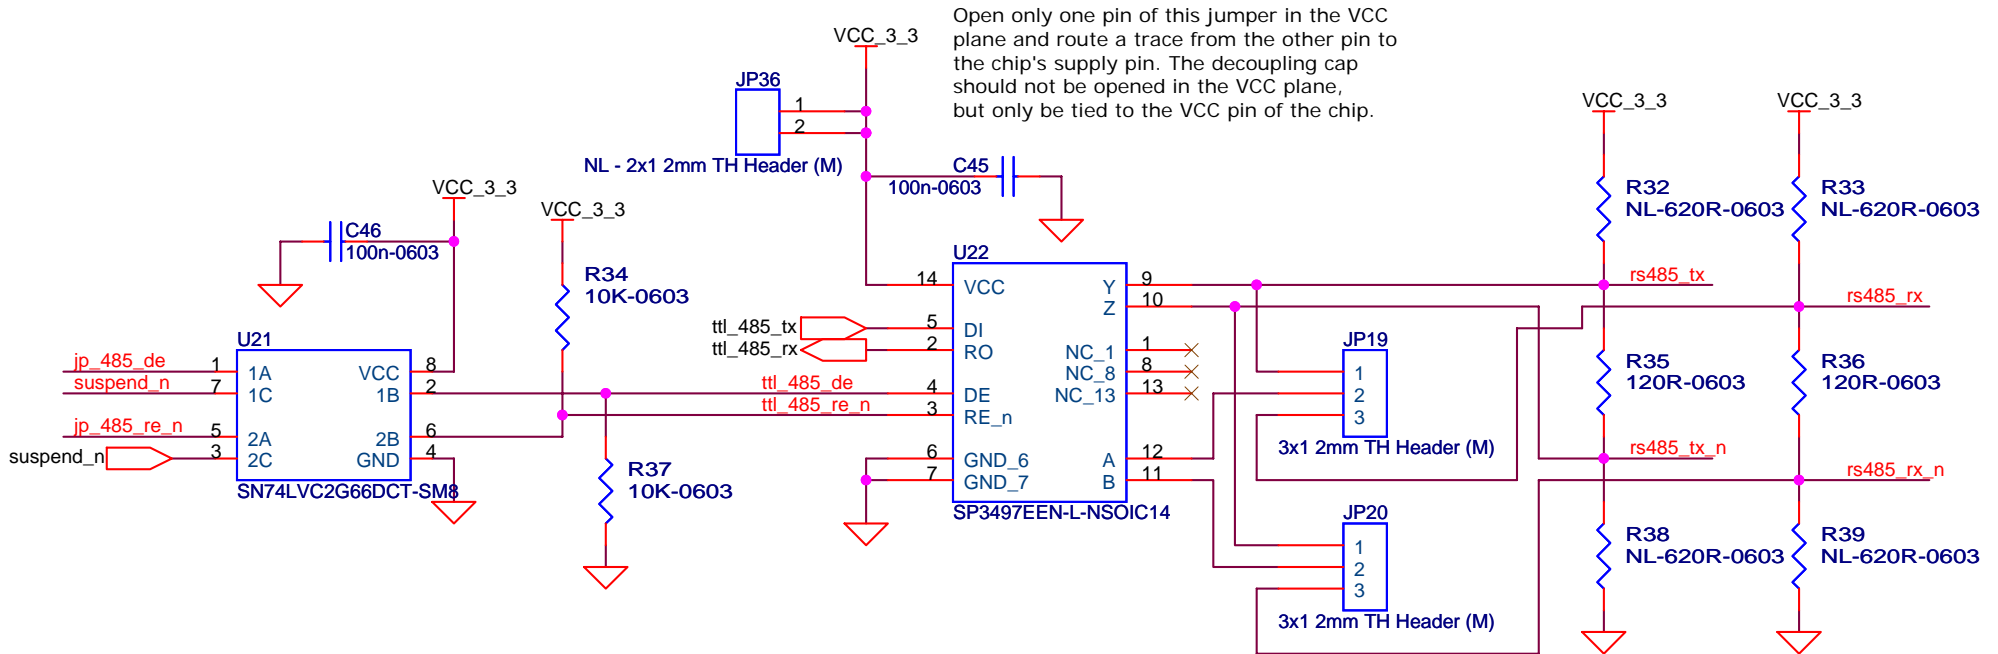 Open only one pin of this jumper in the VCC
plane and route a trace from the other pin to
the chip's supply pin. The decoupling cap
should not be opened in the VCC plane,
but only be tied to the VCC pin of the chip.
VCC_3_3
JP36
1
2
NL - 2x1 2mm TH Header (M)
C45
100n-0603
VCC_3_3
VCC_3_3
C46
100n-0603
VCC_3_3
R34
10K-0603
U21
jp_485_de
1
1A
VCC
8
suspend_n
7
1C
1B
2
jp_485_re_n
5
2A
2B
6
suspend_n
3
2C
GND
4
SN74LVC2G66DCT-SM8
R37
10K-0603
ttl_485_tx
ttl_485_rx
ttl_485_de
ttl_485_re_n
U22
14
VCC
Y
9
Z
10
5
DI
2
RO
NC_1
1
NC_8
8
4
DE
NC_13
13
3
RE_n
6
GND_6
A
12
7
GND_7
B
11
SP3497EEN-L-NSOIC14
JP19
1
2
3
3x1 2mm TH Header (M)
JP20
1
2
3
3x1 2mm TH Header (M)
VCC_3_3
R32
NL-620R-0603
R33
NL-620R-0603
rs485_tx
rs485_rx
R35
120R-0603
R36
120R-0603
rs485_tx_n
rs485_rx_n
R38
NL-620R-0603
R39
NL-620R-0603